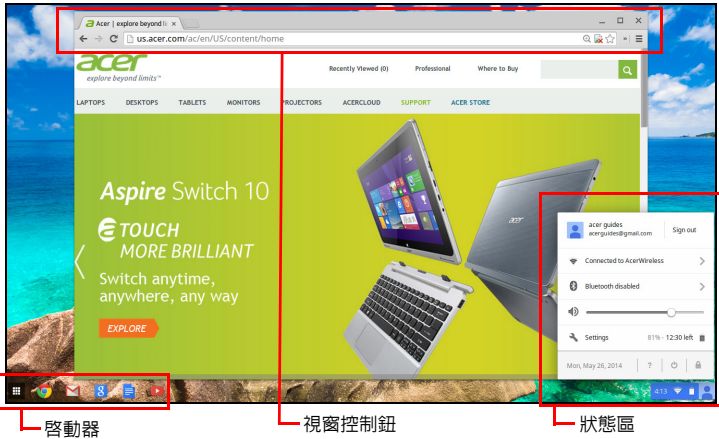 Acer | explore beyond li
us.acer.com/ac/en/US/content/home
acer
explore beyond limits™
Recently Viewed (0) Professional Where to Buy
LAPTOPS DESKTOPS TABLETS MONITORS PROJECTORS ACERCLOUD SUPPORT ACER STORE
Aspire Switch 10
TOUCH
MORE BRILLIANT
Switch anytime,
anywhere, any way
EXPLORE
acer
acer guides
acerguides@gmail.com
Sign out
Connected to AcerWireless
Bluetooth disabled
Settings 81% - 12:30 left
Mon, May 26, 2014 ?
8
4:13
啓動器
視窗控制鈕
狀態區